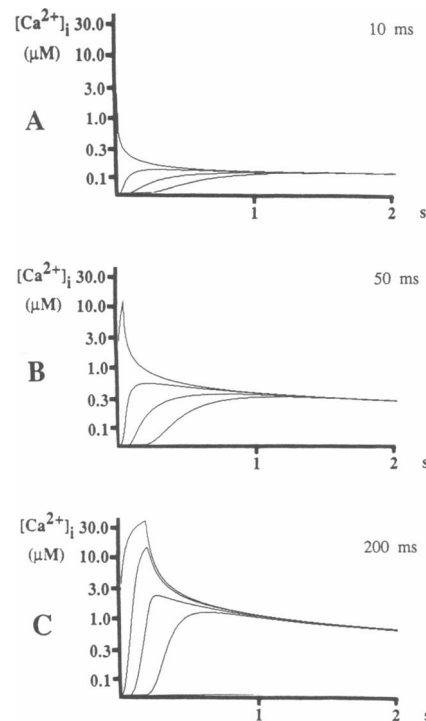 [Ca2+]i 30.0
10 ms
(μM) 10.0
3.0
A
1.0
0.3
0.1
1 2 s
[Ca2+]i 30.0
50 ms
(μM) 10.0
3.0
B
1.0
0.3
0.1
1 2 s
[Ca2+]i 30.0
200 ms
(μM) 10.0
3.0
C
1.0
0.3
0.1
1 2 s